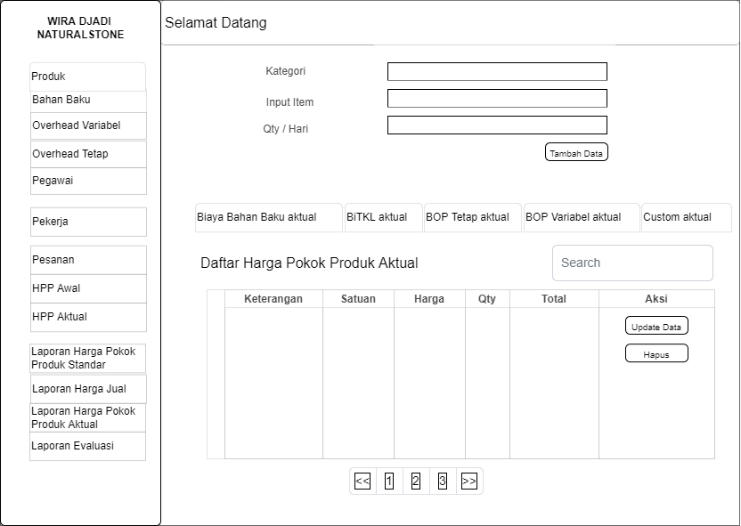 WIRA DJADI
NATURALSTONE
Selamat Datang
Produk
Bahan Baku
Overhead Variabel
Overhead Tetap
Pegawai
Pekerja
Pesanan
HPP Awal
HPP Aktual
Laporan Harga Pokok
Produk Standar
Laporan Harga Jual
Laporan Harga Pokok
Produk Aktual
Laporan Evaluasi
Kategori
Input Item
Qty / Hari
Tambah Data
Biaya Bahan Baku aktual BiTKL aktual BOP Tetap aktual BOP Variabel aktual Custom aktual
Daftar Harga Pokok Produk Aktual
Search
Keterangan Satuan Harga Qty Total Aksi
Update Data
Hapus
<< 1 2 3 >>